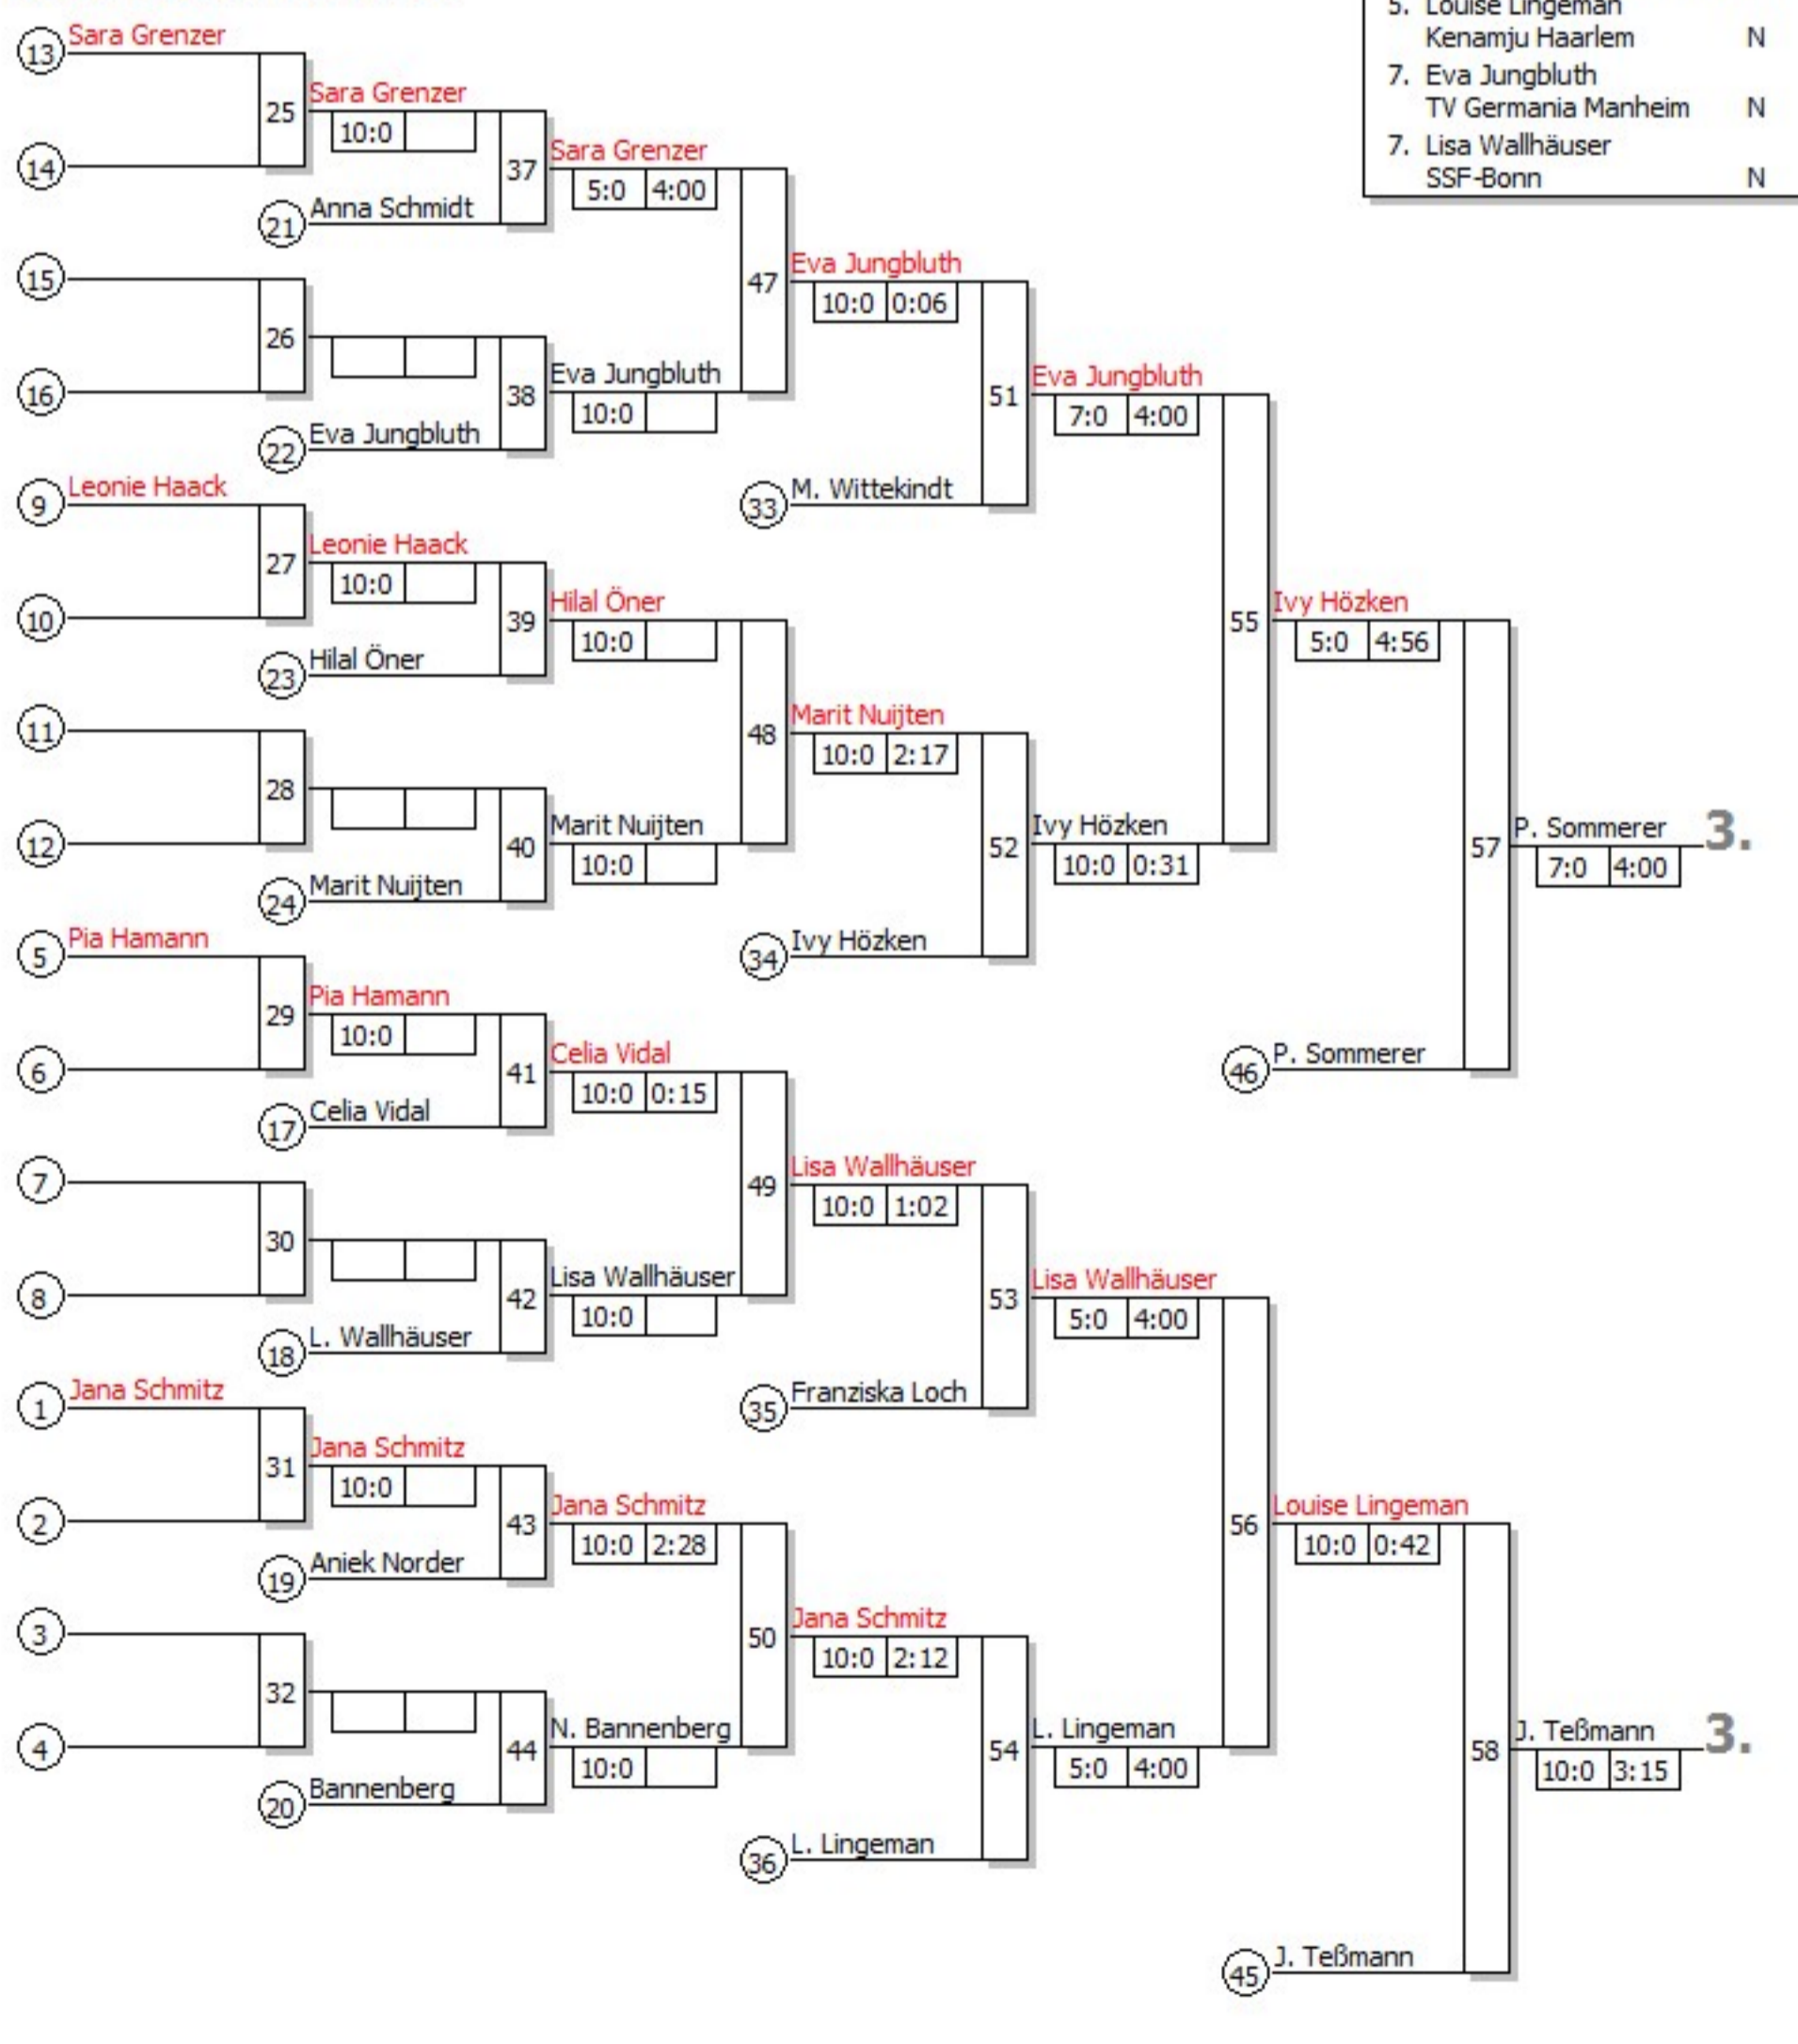 5. Louise Lingeman
Kenamju Haarlem N
7. Eva Jungbluth
TV Germania Manheim N
7. Lisa Wallhäuser
SSF-Bonn N
13 Sara Grenzer
25 Sara Grenzer
10:0
14
37 Sara Grenzer
5:0 4:00
21 Anna Schmidt
15
47 Eva Jungbluth
10:0 0:06
26
16
38 Eva Jungbluth
10:0
22 Eva Jungbluth
51 Eva Jungbluth
7:0 4:00
9 Leonie Haack
33 M. Wittekindt
27 Leonie Haack
10:0
10
39 Hilal Öner
10:0
23 Hilal Öner
55 Ivy Hözken
5:0 4:56
11
48 Marit Nuijten
10:0 2:17
28
12
40 Marit Nuijten
10:0
52 Ivy Hözken
10:0 0:31
57 P. Sommerer 3.
7:0 4:00
24 Marit Nuijten
5 Pia Hamann
34 Ivy Hözken
29 Pia Hamann
10:0
6
41 Celia Vidal
10:0 0:15
46 P. Sommerer
17 Celia Vidal
7
49 Lisa Wallhäuser
10:0 1:02
30
8
42 Lisa Wallhäuser
10:0
53 Lisa Wallhäuser
5:0 4:00
18 L. Wallhäuser
1 Jana Schmitz
35 Franziska Loch
31 Jana Schmitz
10:0
2
43 Jana Schmitz
10:0 2:28
56 Louise Lingeman
10:0 0:42
19 Aniek Norder
3
50 Jana Schmitz
10:0 2:12
32
4
44 N. Bannenberg
10:0
54 L. Lingeman
5:0 4:00
58 J. Teßmann 3.
10:0 3:15
20 Bannenberg
36 L. Lingeman
45 J. Teßmann